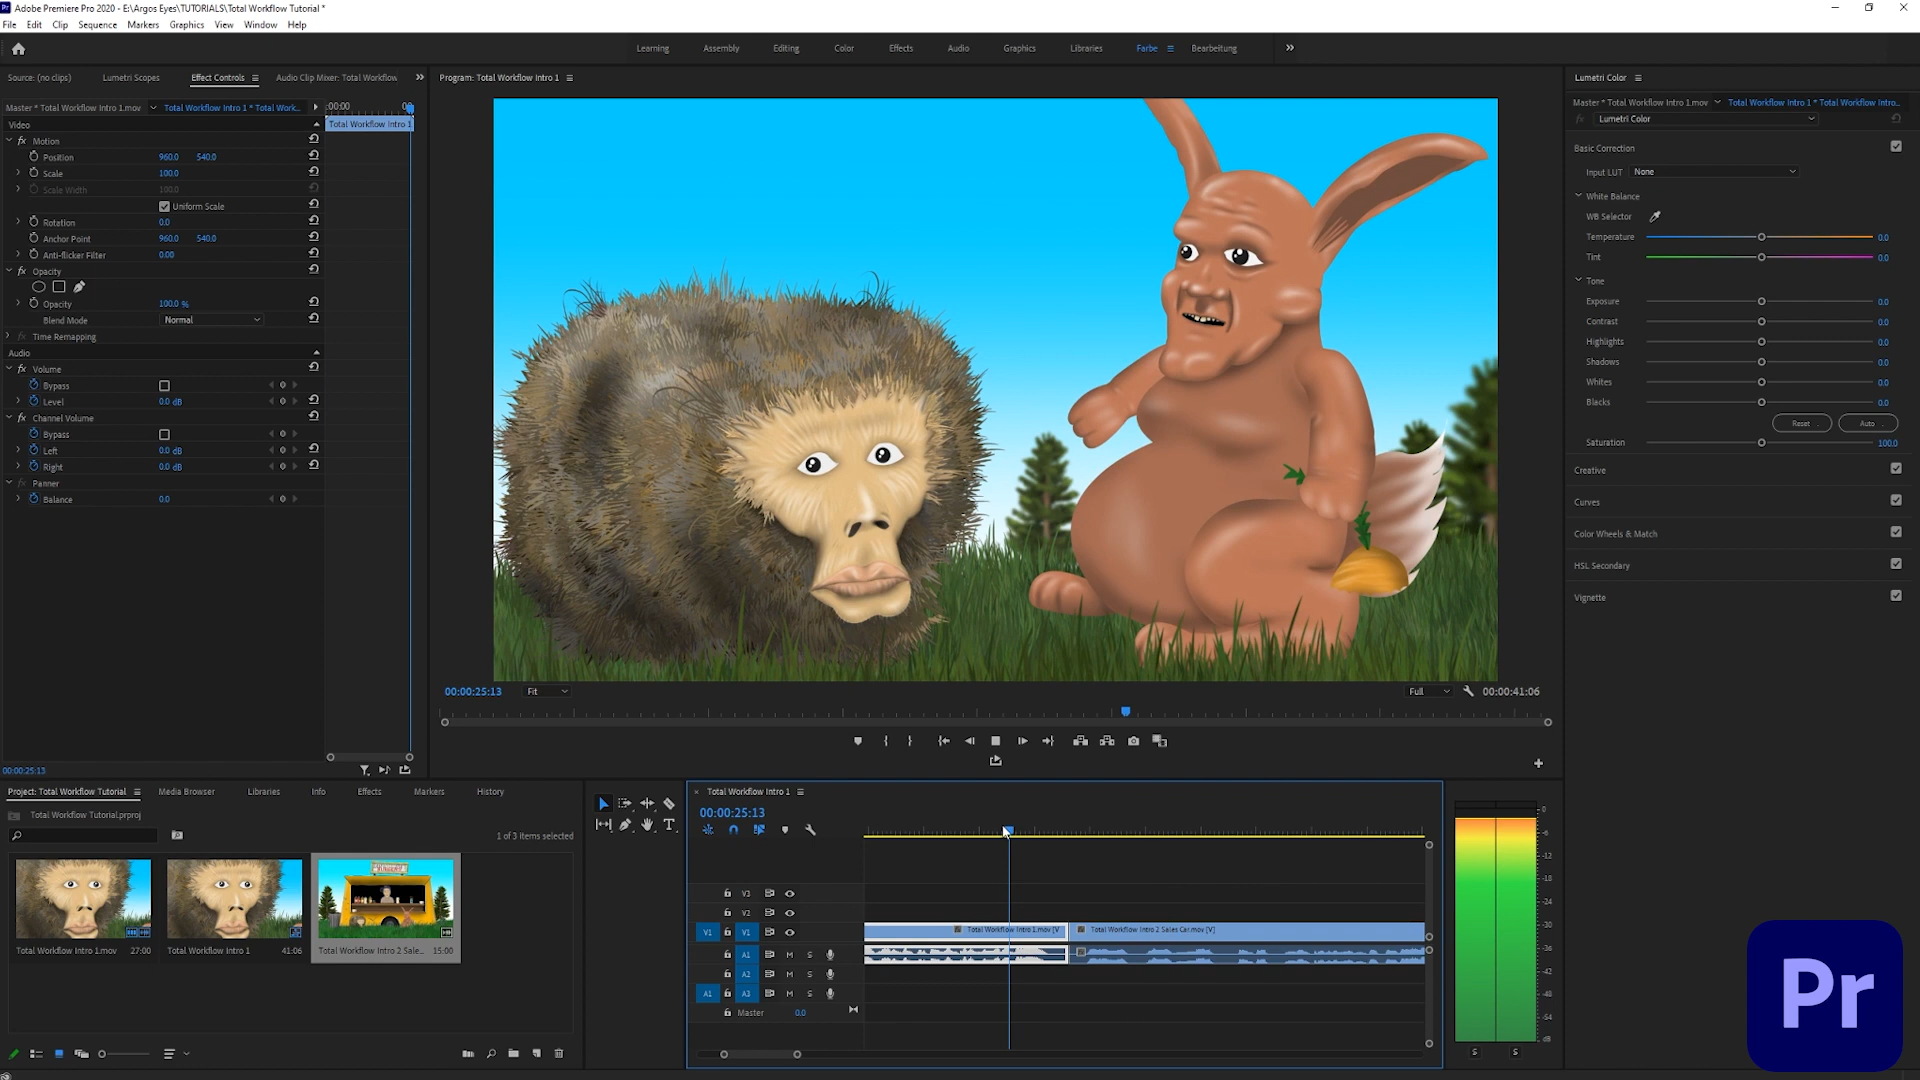 Adobe Premiere Pro 2020 - E:\Argos Eyes\TUTORIALS\Total Workflow Tutorial *
File Edit Clip Sequence Markers Graphics View Window Help
Learning Assembly Editing Color Effects Audio Graphics Libraries Farbe Bearbeitung
Source: (no clips) Lumetri Scopes Effect Controls Audio Clip Mixer: Total Workflow
Program: Total Workflow Intro 1
Lumetri Color
Master * Total Workflow Intro 1.mov Total Workflow Intro 1 * Total Work...
:00:00
Video
Total Workflow Intro 1
Motion
Position 960.0 540.0
Scale 100.0
Scale Width 100.0
Uniform Scale
Rotation 0.0
Anchor Point 960.0 540.0
Anti-flicker Filter 0.00
Opacity
Opacity 100.0 %
Blend Mode Normal
Time Remapping
Audio
Volume
Bypass
Level 0.0 dB
Channel Volume
Bypass
Left 0.0 dB
Right 0.0 dB
Panner
Balance 0.0
00:00:25:13
00:00:25:13 Fit Full 00:00:41:06
Master * Total Workflow Intro 1.mov Total Workflow Intro 1 * Total Workflow Intro...
fx Lumetri Color
Basic Correction
Input LUT None
White Balance
WB Selector
Temperature 0.0
Tint 0.0
Tone
Exposure 0.0
Contrast 0.0
Highlights 0.0
Shadows 0.0
Whites 0.0
Blacks 0.0
Reset Auto
Saturation 100.0
Creative
Curves
Color Wheels & Match
HSL Secondary
Vignette
Project: Total Workflow Tutorial Media Browser Libraries Info Effects Markers History
Total Workflow Tutorial.prproj
1 of 3 items selected
Total Workflow Intro 1.mov 27:00 Total Workflow Intro 1 41:06 Total Workflow Intro 2 Sale... 15:00
Total Workflow Intro 1
00:00:25:13
V3
V2
V1 V1 Total Workflow Intro 1.mov [V Total Workflow Intro 2 Sales Car.mov [V]
A1 M S
A2 M S
A1 A3 M S
Master 0.0
0
-6
-12
-18
-24
-30
-36
-42
-48
-54
dB
S S
Pr